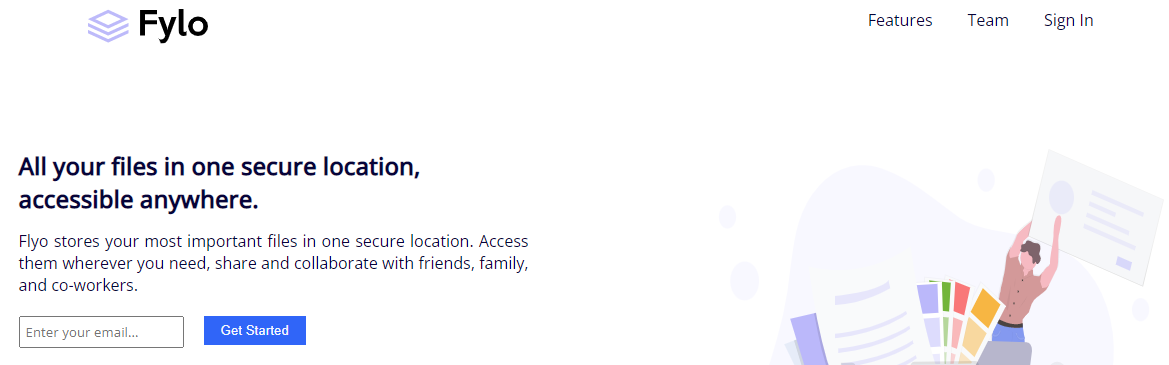 Fylo
Features Team Sign In
All your files in one secure location,
accessible anywhere.
Flyo stores your most important files in one secure location. Access
them wherever you need, share and collaborate with friends, family,
and co-workers.
Enter your email...
Get Started